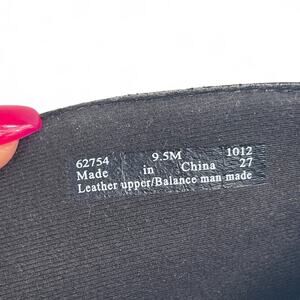 62754 9.5M 1012
Made in China 27
Leather upper/Balance man made